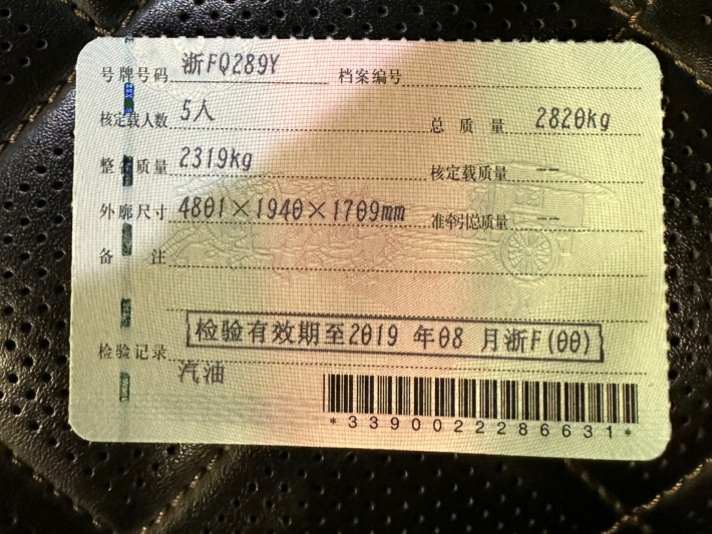 号牌号码 浙FQ289Y 档案编号
核定载人数 5人 总质量 2820kg
整备质量 2319kg 核定载质量 --
外廓尺寸 4801×1940×1709mm 准牵引总质量 --
备注
检验有效期至2019 年08 月浙F(00)
检验记录
汽油
*3390022286631*